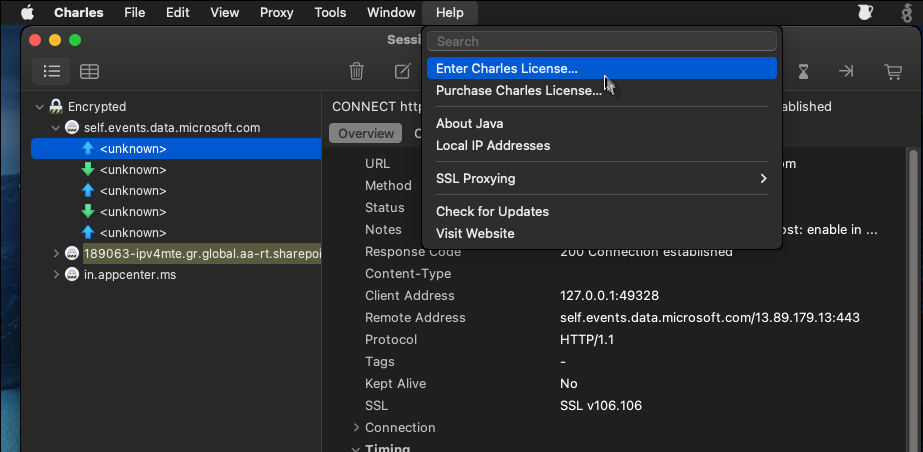 Charles File Edit View Proxy Tools Window Help
Sessi
Search
Enter Charles License...
Purchase Charles License...
About Java
Local IP Addresses
SSL Proxying
Check for Updates
Visit Website
Encrypted
self.events.data.microsoft.com
<unknown>
<unknown>
<unknown>
<unknown>
<unknown>
189063-ipv4mte.gr.global.aa-rt.sharepoi
in.appcenter.ms
CONNECT http ablished
Overview C
URL om
Method
Status
Notes ost: enable in ...
Response Code 200 Connection established
Content-Type
Client Address 127.0.0.1:49328
Remote Address self.events.data.microsoft.com/13.89.179.13:443
Protocol HTTP/1.1
Tags -
Kept Alive No
SSL SSL v106.106
Connection
Timing